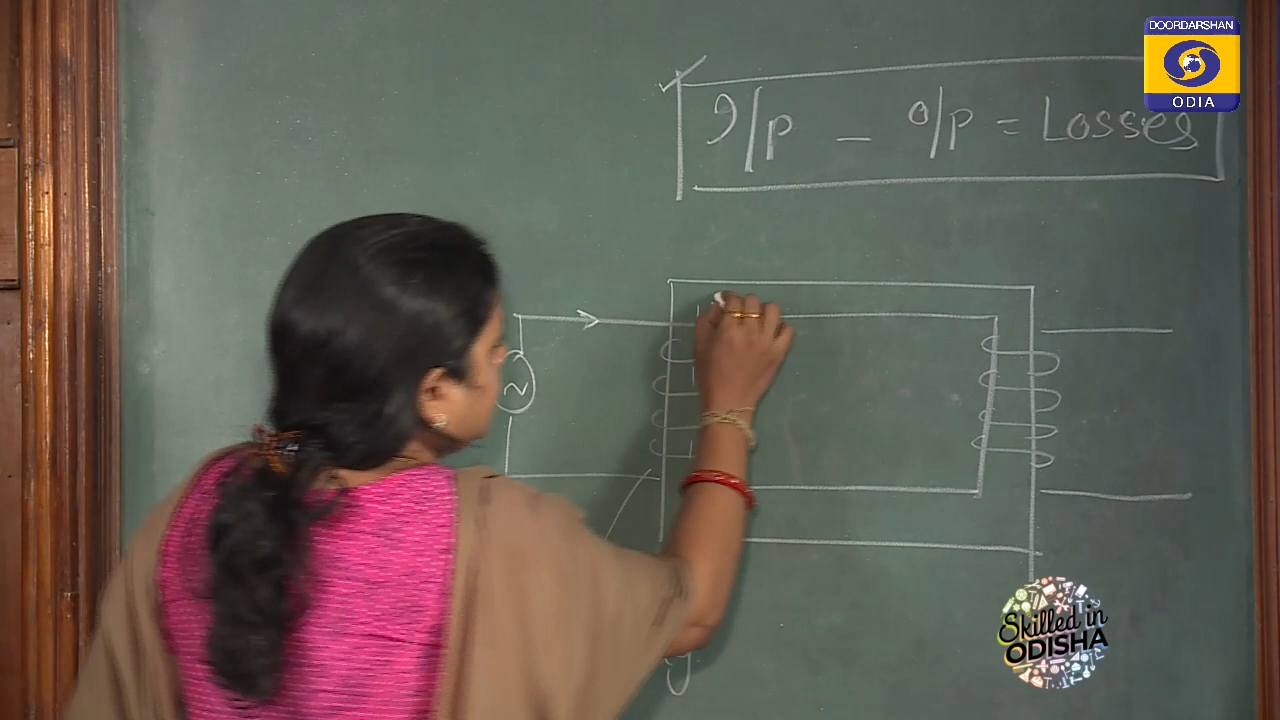 DOORDARSHAN
ODIA
I/p - o/p = Losses
~
Skilled in
ODISHA